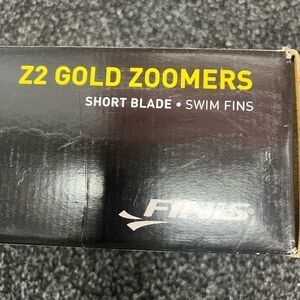 Z2 GOLD ZOOMERS
SHORT BLADE • SWIM FINS
FINIS